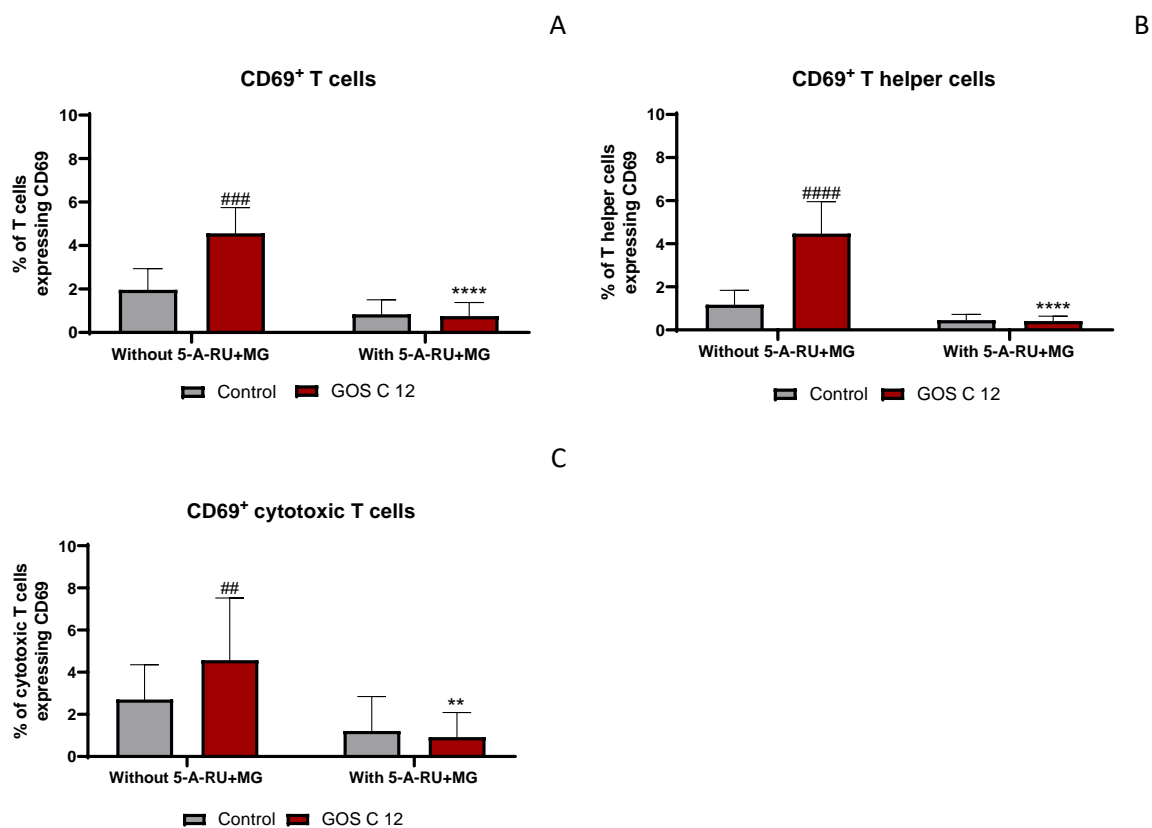 A
CD69+ T cells
% of T cells
expressing CD69
10
8
6
4
2
0
###
****
Without 5-A-RU+MG With 5-A-RU+MG
Control GOS C 12
B
CD69+ T helper cells
% of T helper cells
expressing CD69
10
8
6
4
2
0
####
****
Without 5-A-RU+MG With 5-A-RU+MG
Control GOS C 12
C
CD69+ cytotoxic T cells
% of cytotoxic T cells
expressing CD69
10
8
6
4
2
0
##
**
Without 5-A-RU+MG With 5-A-RU+MG
Control GOS C 12